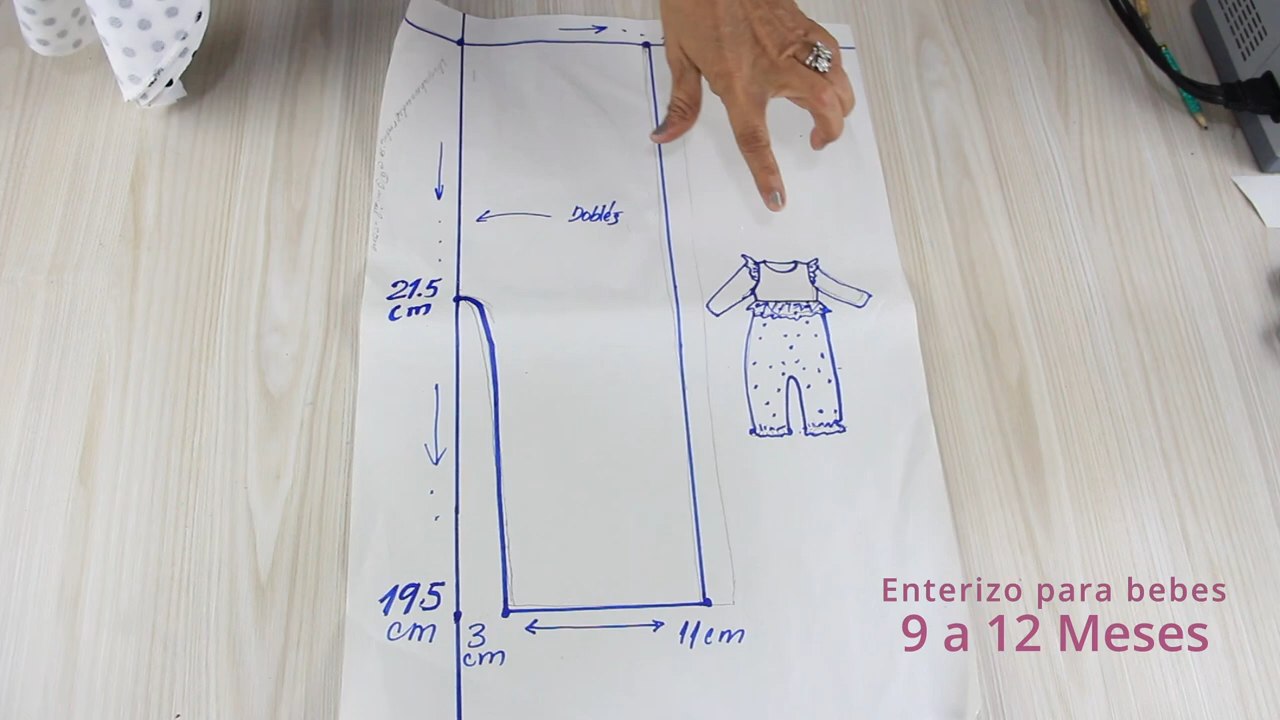 Doblés
21.5
cm
19.5
cm
3
cm
11cm
Enterizo para bebes
9 a 12 Meses